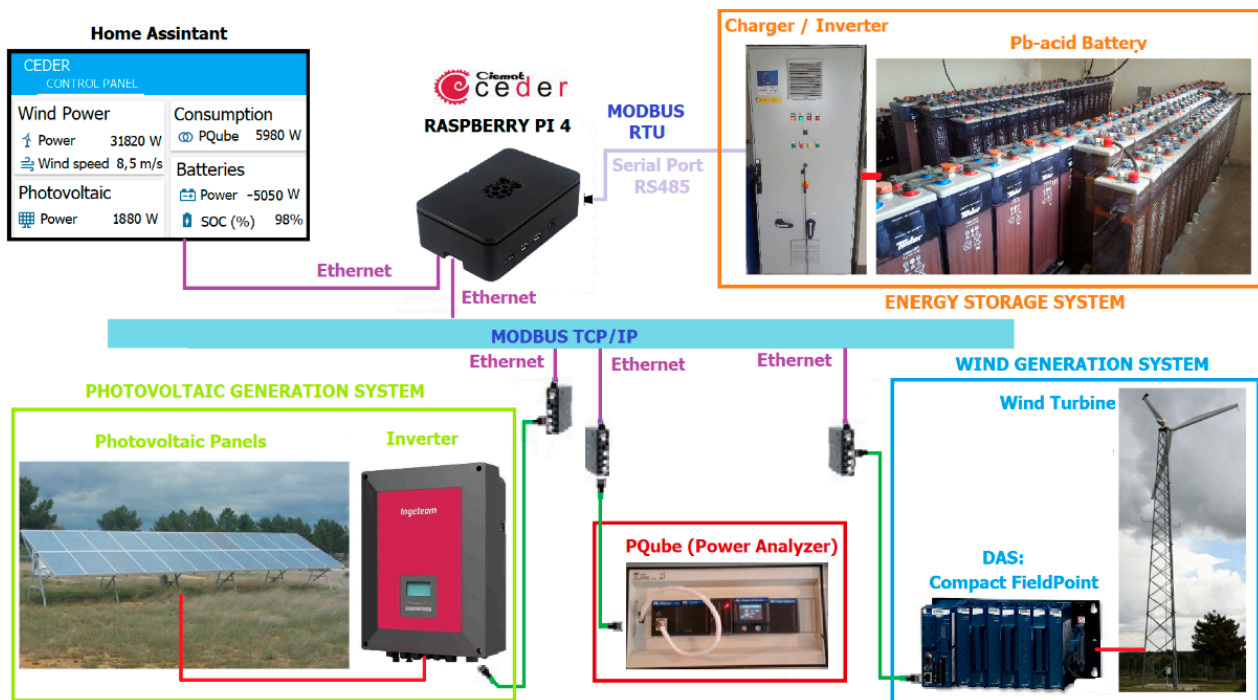 Home Assintant
CEDER
CONTROL PANEL
Wind Power
Power 31820 W
Wind speed 8,5 m/s
Photovoltaic
Power 1880 W
Consumption
PQube 5980 W
Batteries
Power -5050 W
SOC (%) 98%
Ciemat
ceder
RASPBERRY PI 4
MODBUS
RTU
Serial Port
RS485
Charger / Inverter
Pb-acid Battery
Tudor
ENERGY STORAGE SYSTEM
Ethernet
Ethernet
MODBUS TCP/IP
Ethernet
Ethernet
Ethernet
PHOTOVOLTAIC GENERATION SYSTEM
Photovoltaic Panels
Inverter
Ingeteam
PQube (Power Analyzer)
WIND GENERATION SYSTEM
Wind Turbine
DAS:
Compact FieldPoint